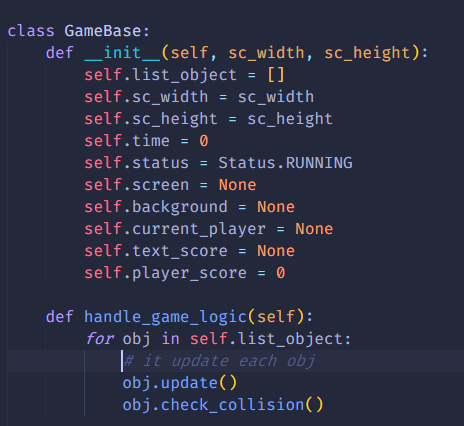 class GameBase:
    def __init__(self, sc_width, sc_height):
        self.list_object = []
        self.sc_width = sc_width
        self.sc_height = sc_height
        self.time = 0
        self.status = Status.RUNNING
        self.screen = None
        self.background = None
        self.current_player = None
        self.text_score = None
        self.player_score = 0
    def handle_game_logic(self):
        for obj in self.list_object:
            # it update each obj
            obj.update()
            obj.check_collision()